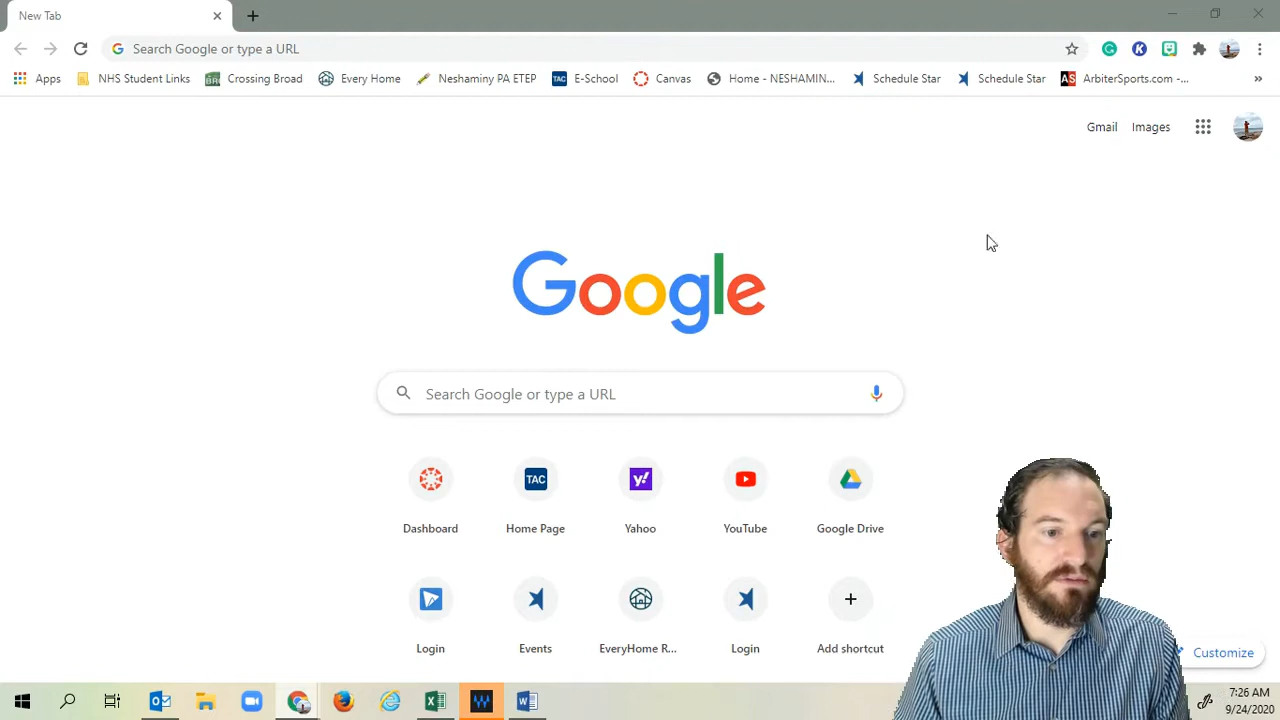 New Tab
Search Google or type a URL
Apps NHS Student Links Crossing Broad Every Home Neshaminy PA ETEP E-School Canvas Home - NESHAMIN... Schedule Star Schedule Star ArbiterSports.com -... »
Gmail Images
Google
Search Google or type a URL
TAC
Dashboard Home Page Yahoo YouTube Google Drive
Login Events EveryHome R... Login Add shortcut
Customize
7:26 AM
9/24/2020